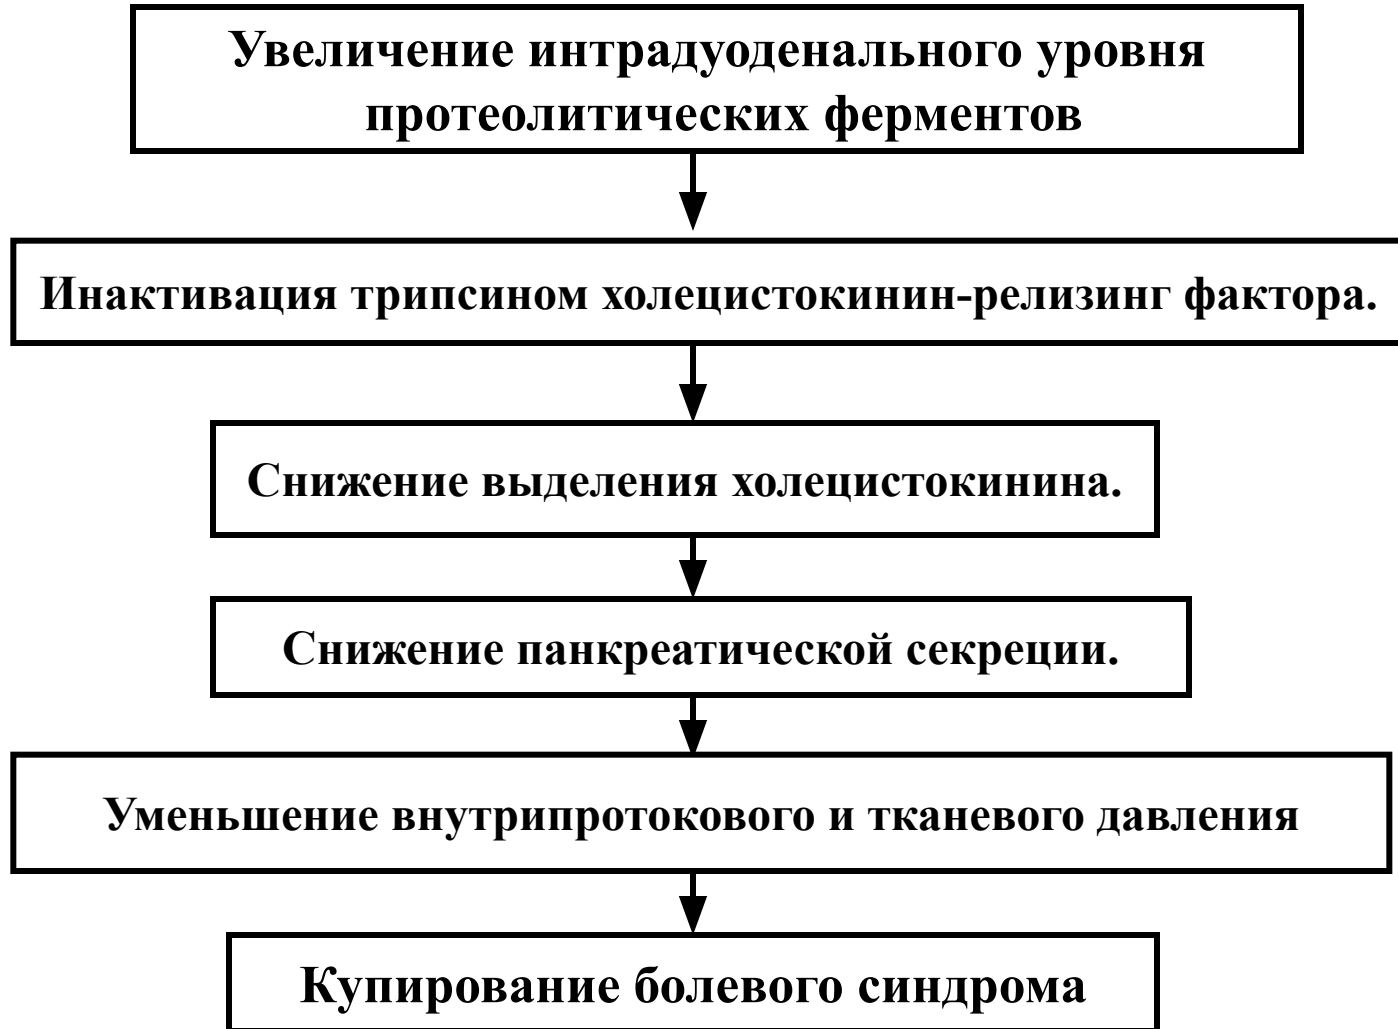 Увеличение интрадуоденального уровня
протеолитических ферментов
Инактивация трипсином холецистокинин-релизинг фактора.
Снижение выделения холецистокинина.
Снижение панкреатической секреции.
Уменьшение внутрипротокового и тканевого давления
Купирование болевого синдрома